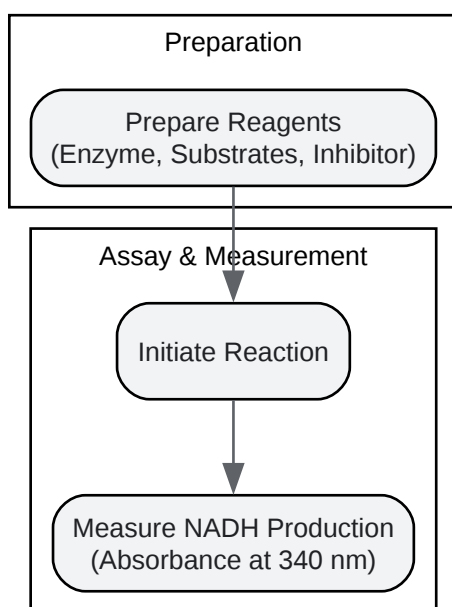 Preparation
Prepare Reagents
(Enzyme, Substrates, Inhibitor)
Assay & Measurement
Initiate Reaction
Measure NADH Production
(Absorbance at 340 nm)